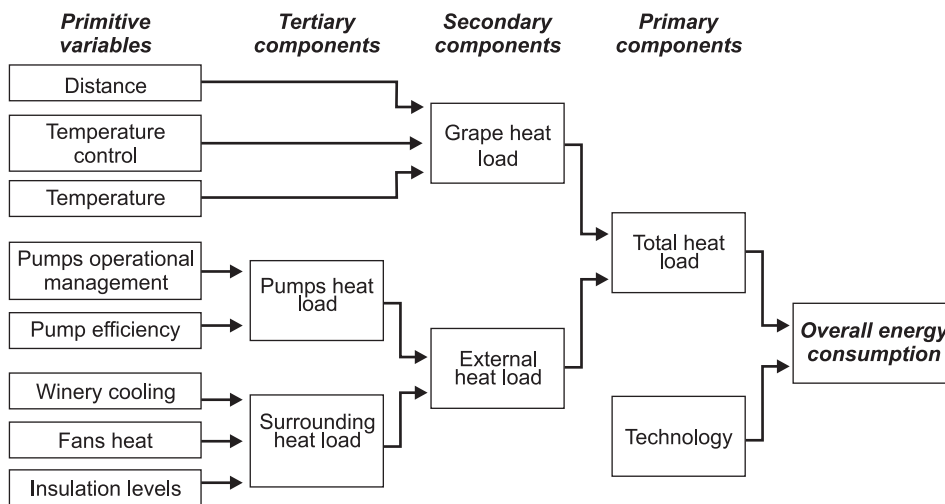 Primitive
variables
Tertiary
components
Secondary
components
Primary
components
Distance
Temperature
control
Temperature
Grape heat
load
Pumps operational
management
Pump efficiency
Pumps heat
load
Winery cooling
Fans heat
Insulation levels
Surrounding
heat load
External
heat load
Total heat
load
Technology
Overall energy
consumption